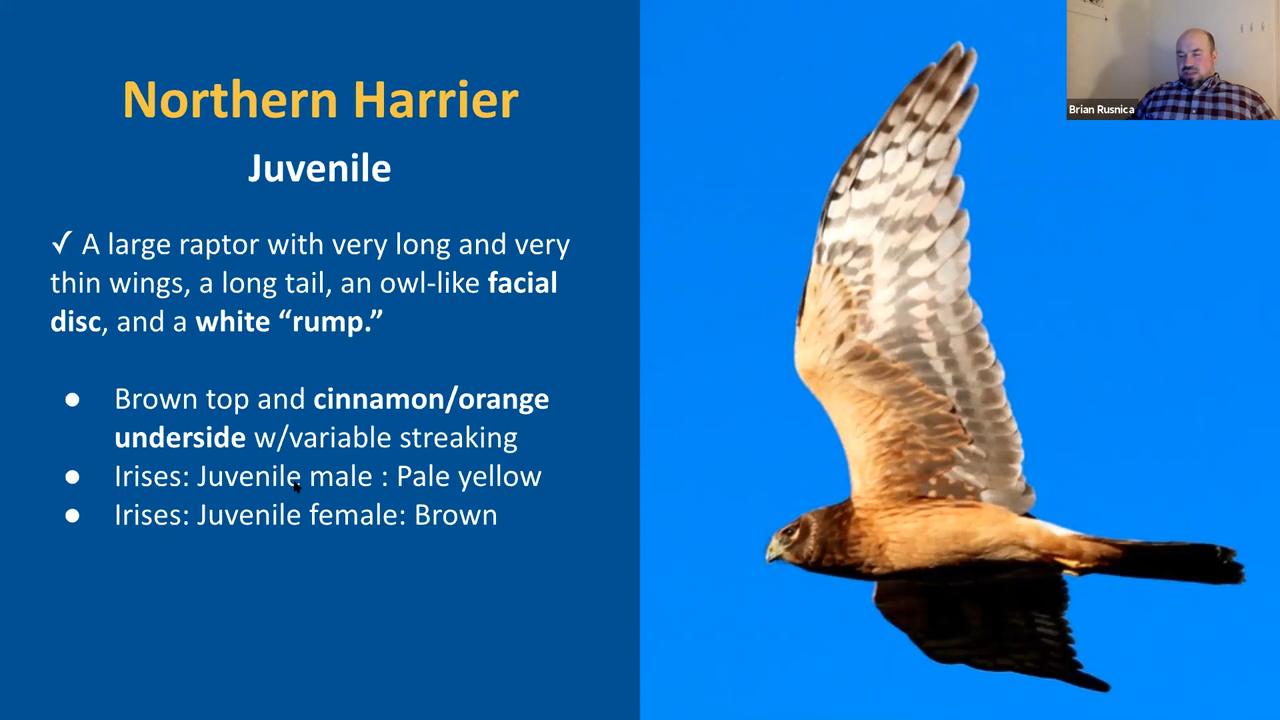 Northern Harrier
Juvenile
✓ A large raptor with very long and very
thin wings, a long tail, an owl-like facial
disc, and a white “rump.”
● Brown top and cinnamon/orange
underside w/variable streaking
● Irises: Juvenile male : Pale yellow
● Irises: Juvenile female: Brown
Brian Rusnica